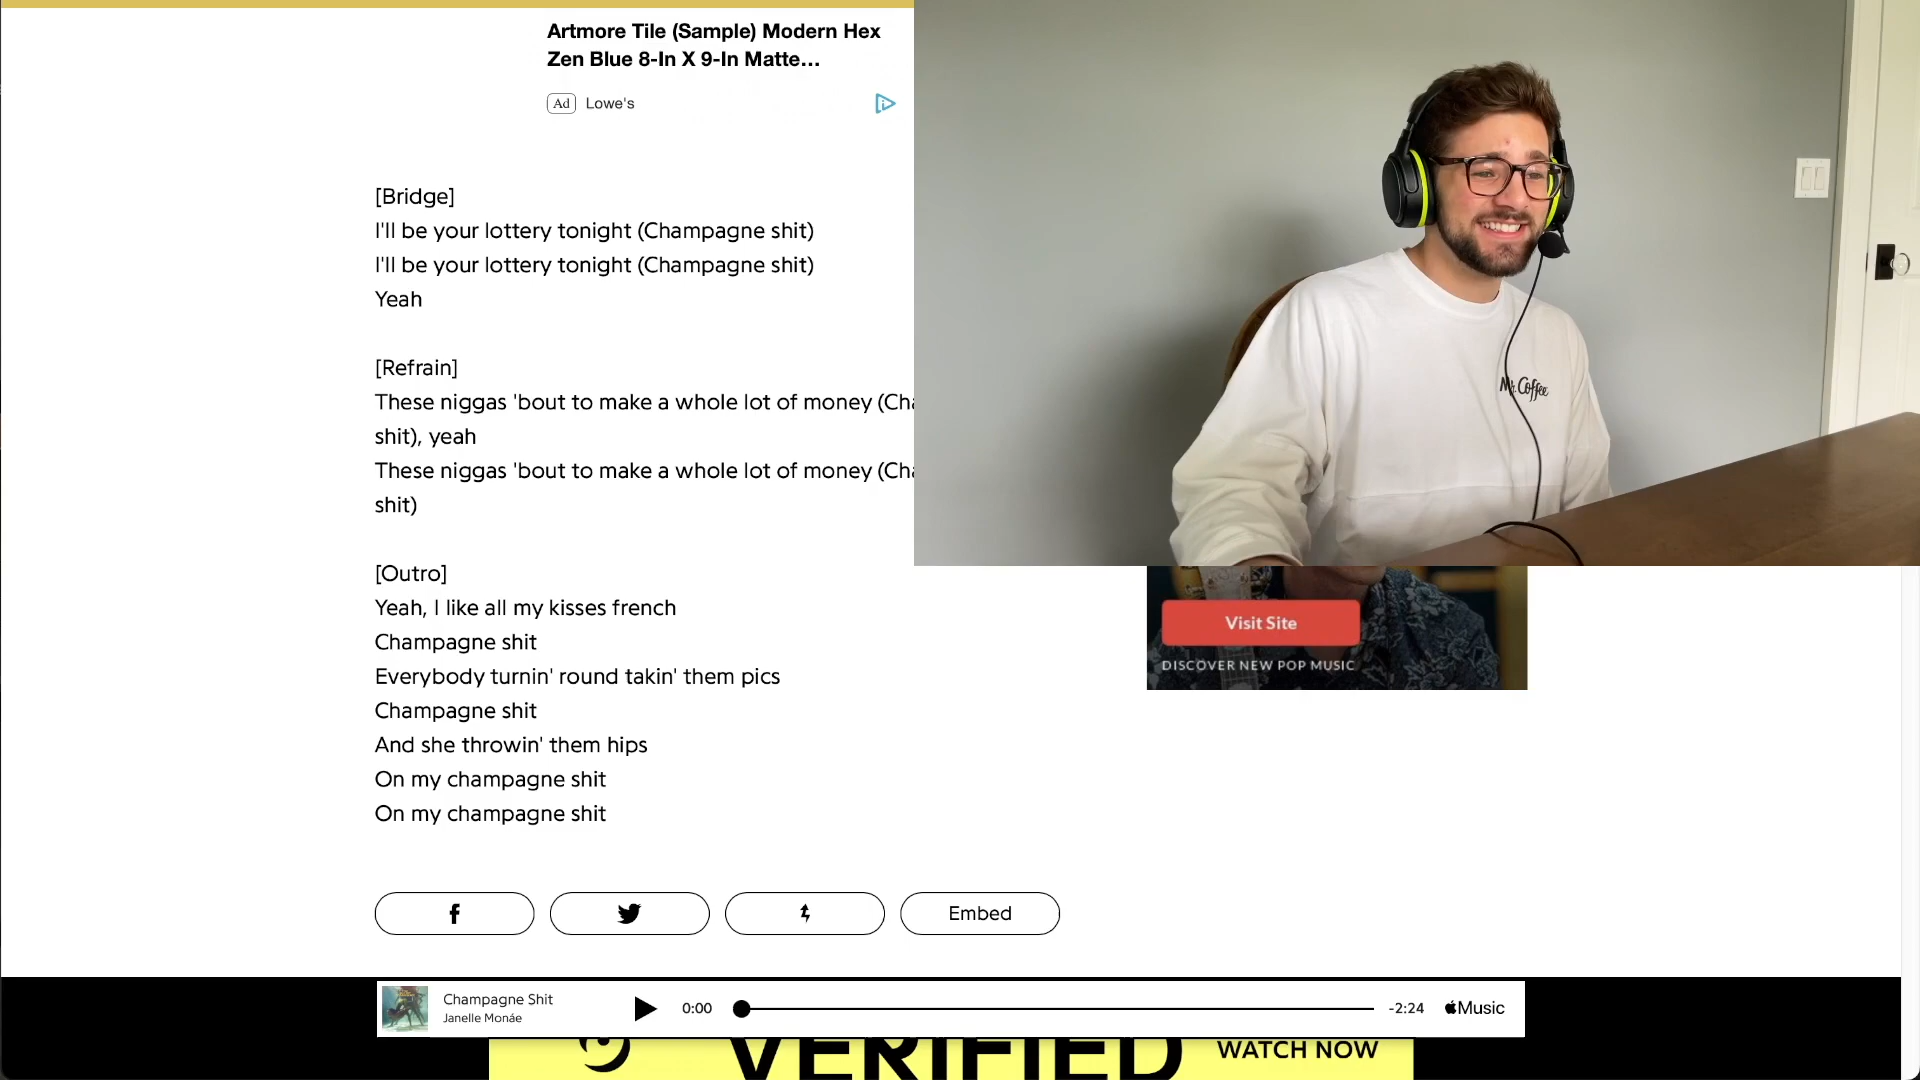 Artmore Tile (Sample) Modern Hex
Zen Blue 8-In X 9-In Matte...
Ad Lowe's
[Bridge]
I'll be your lottery tonight (Champagne shit)
I'll be your lottery tonight (Champagne shit)
Yeah
[Refrain]
These niggas 'bout to make a whole lot of money (Cha
shit), yeah
These niggas 'bout to make a whole lot of money (Cha
shit)
[Outro]
Yeah, I like all my kisses french
Champagne shit
Everybody turnin' round takin' them pics
Champagne shit
And she throwin' them hips
On my champagne shit
On my champagne shit
Mr. Coffee
Visit Site
DISCOVER NEW POP MUSIC
Embed
Champagne Shit
Janelle Monáe
0:00
-2:24
Music
VERIFIED
WATCH NOW